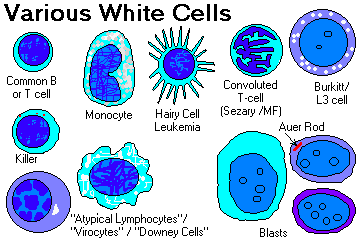 Various White Cells
Common B
or T cell
Monocyte
Hairy Cell
Leukemia
Convoluted
T-cell
(Sezary /MF)
Burkitt/
L3 cell
Killer
Auer Rod
"Atypical Lymphocytes"/
"Virocytes" / "Downey Cells"
Blasts